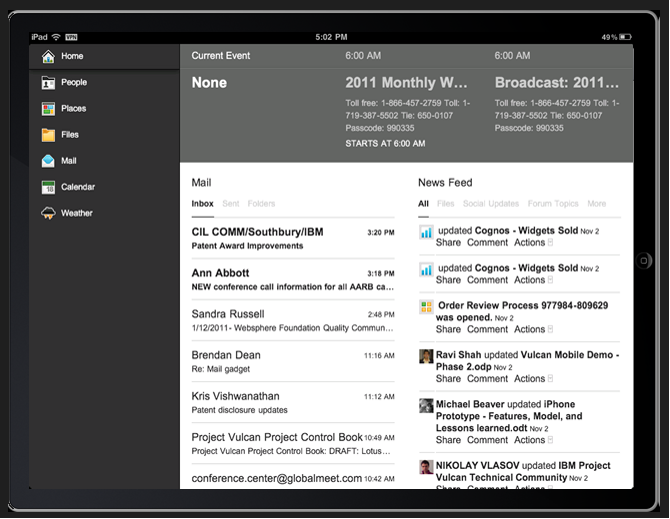 iPad VPN 5:02 PM 49%
Home
People
Places
Files
Mail
18 Calendar
Weather
Current Event
None
6:00 AM
2011 Monthly W...
Toll free: 1-866-457-2759 Toll: 1-
719-387-5502 Tie: 650-0107
Passcode: 990335
STARTS AT 6:00 AM
6:00 AM
Broadcast: 2011...
Toll free: 1-866-457-2759 Toll: 1-
719-387-5502 Tie: 650-0107
Passcode: 990335
Mail
Inbox Sent Folders
CIL COMM/Southbury/IBM 3:20 PM
Patent Award Improvements
Ann Abbott 3:18 PM
NEW conference call information for all AARB ca...
Sandra Russell 2:48 PM
1/12/2011- Websphere Foundation Quality Commun...
Brendan Dean 11:16 AM
Re: Mail gadget
Kris Vishwanathan 11:12 AM
Patent disclosure updates
Project Vulcan Project Control Book 10:49 AM
Project Vulcan Project Control Book: DRAFT: Lotus...
conference.center@globalmeet.com 10:42 AM
News Feed
All Files Social Updates Forum Topics More
updated Cognos - Widgets Sold Nov 2
Share Comment Actions
updated Cognos - Widgets Sold Nov 2
Share Comment Actions
Order Review Process 977984-809629
was opened. Nov 2
Share Comment Actions
Ravi Shah updated Vulcan Mobile Demo -
Phase 2.odp Nov 2
Share Comment Actions
Michael Beaver updated iPhone
Prototype - Features, Model, and
Lessons learned.odt Nov 2
Share Comment Actions
NIKOLAY VLASOV updated IBM Project
Vulcan Technical Community Nov 2
Share Comment Actions